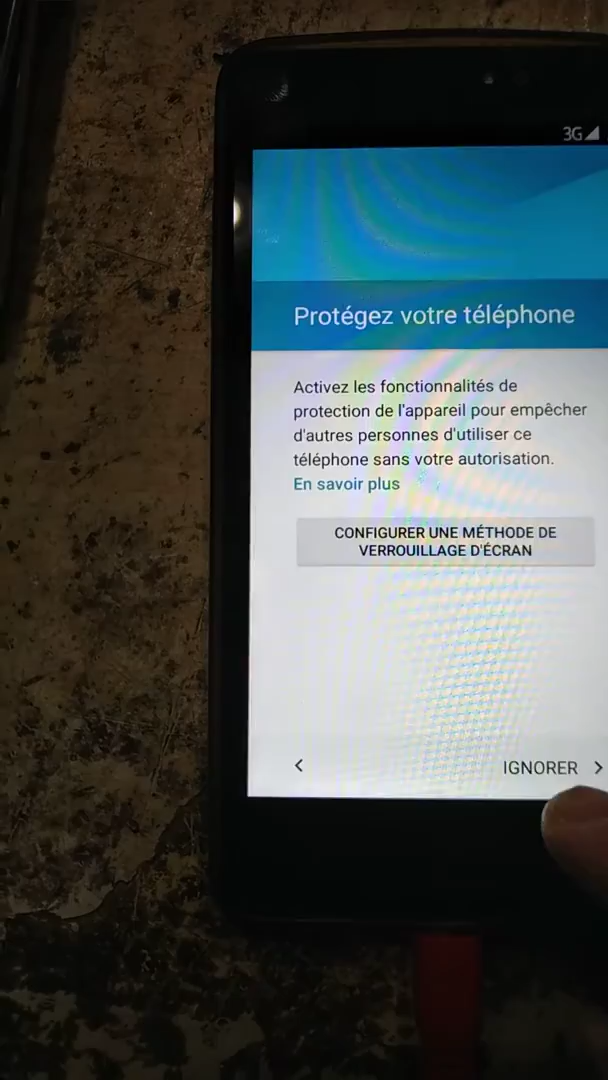 3G
Protégez votre téléphone
Activez les fonctionnalités de
protection de l'appareil pour empêcher
d'autres personnes d'utiliser ce
téléphone sans votre autorisation.
En savoir plus
CONFIGURER UNE MÉTHODE DE
VERROUILLAGE D'ÉCRAN
IGNORER